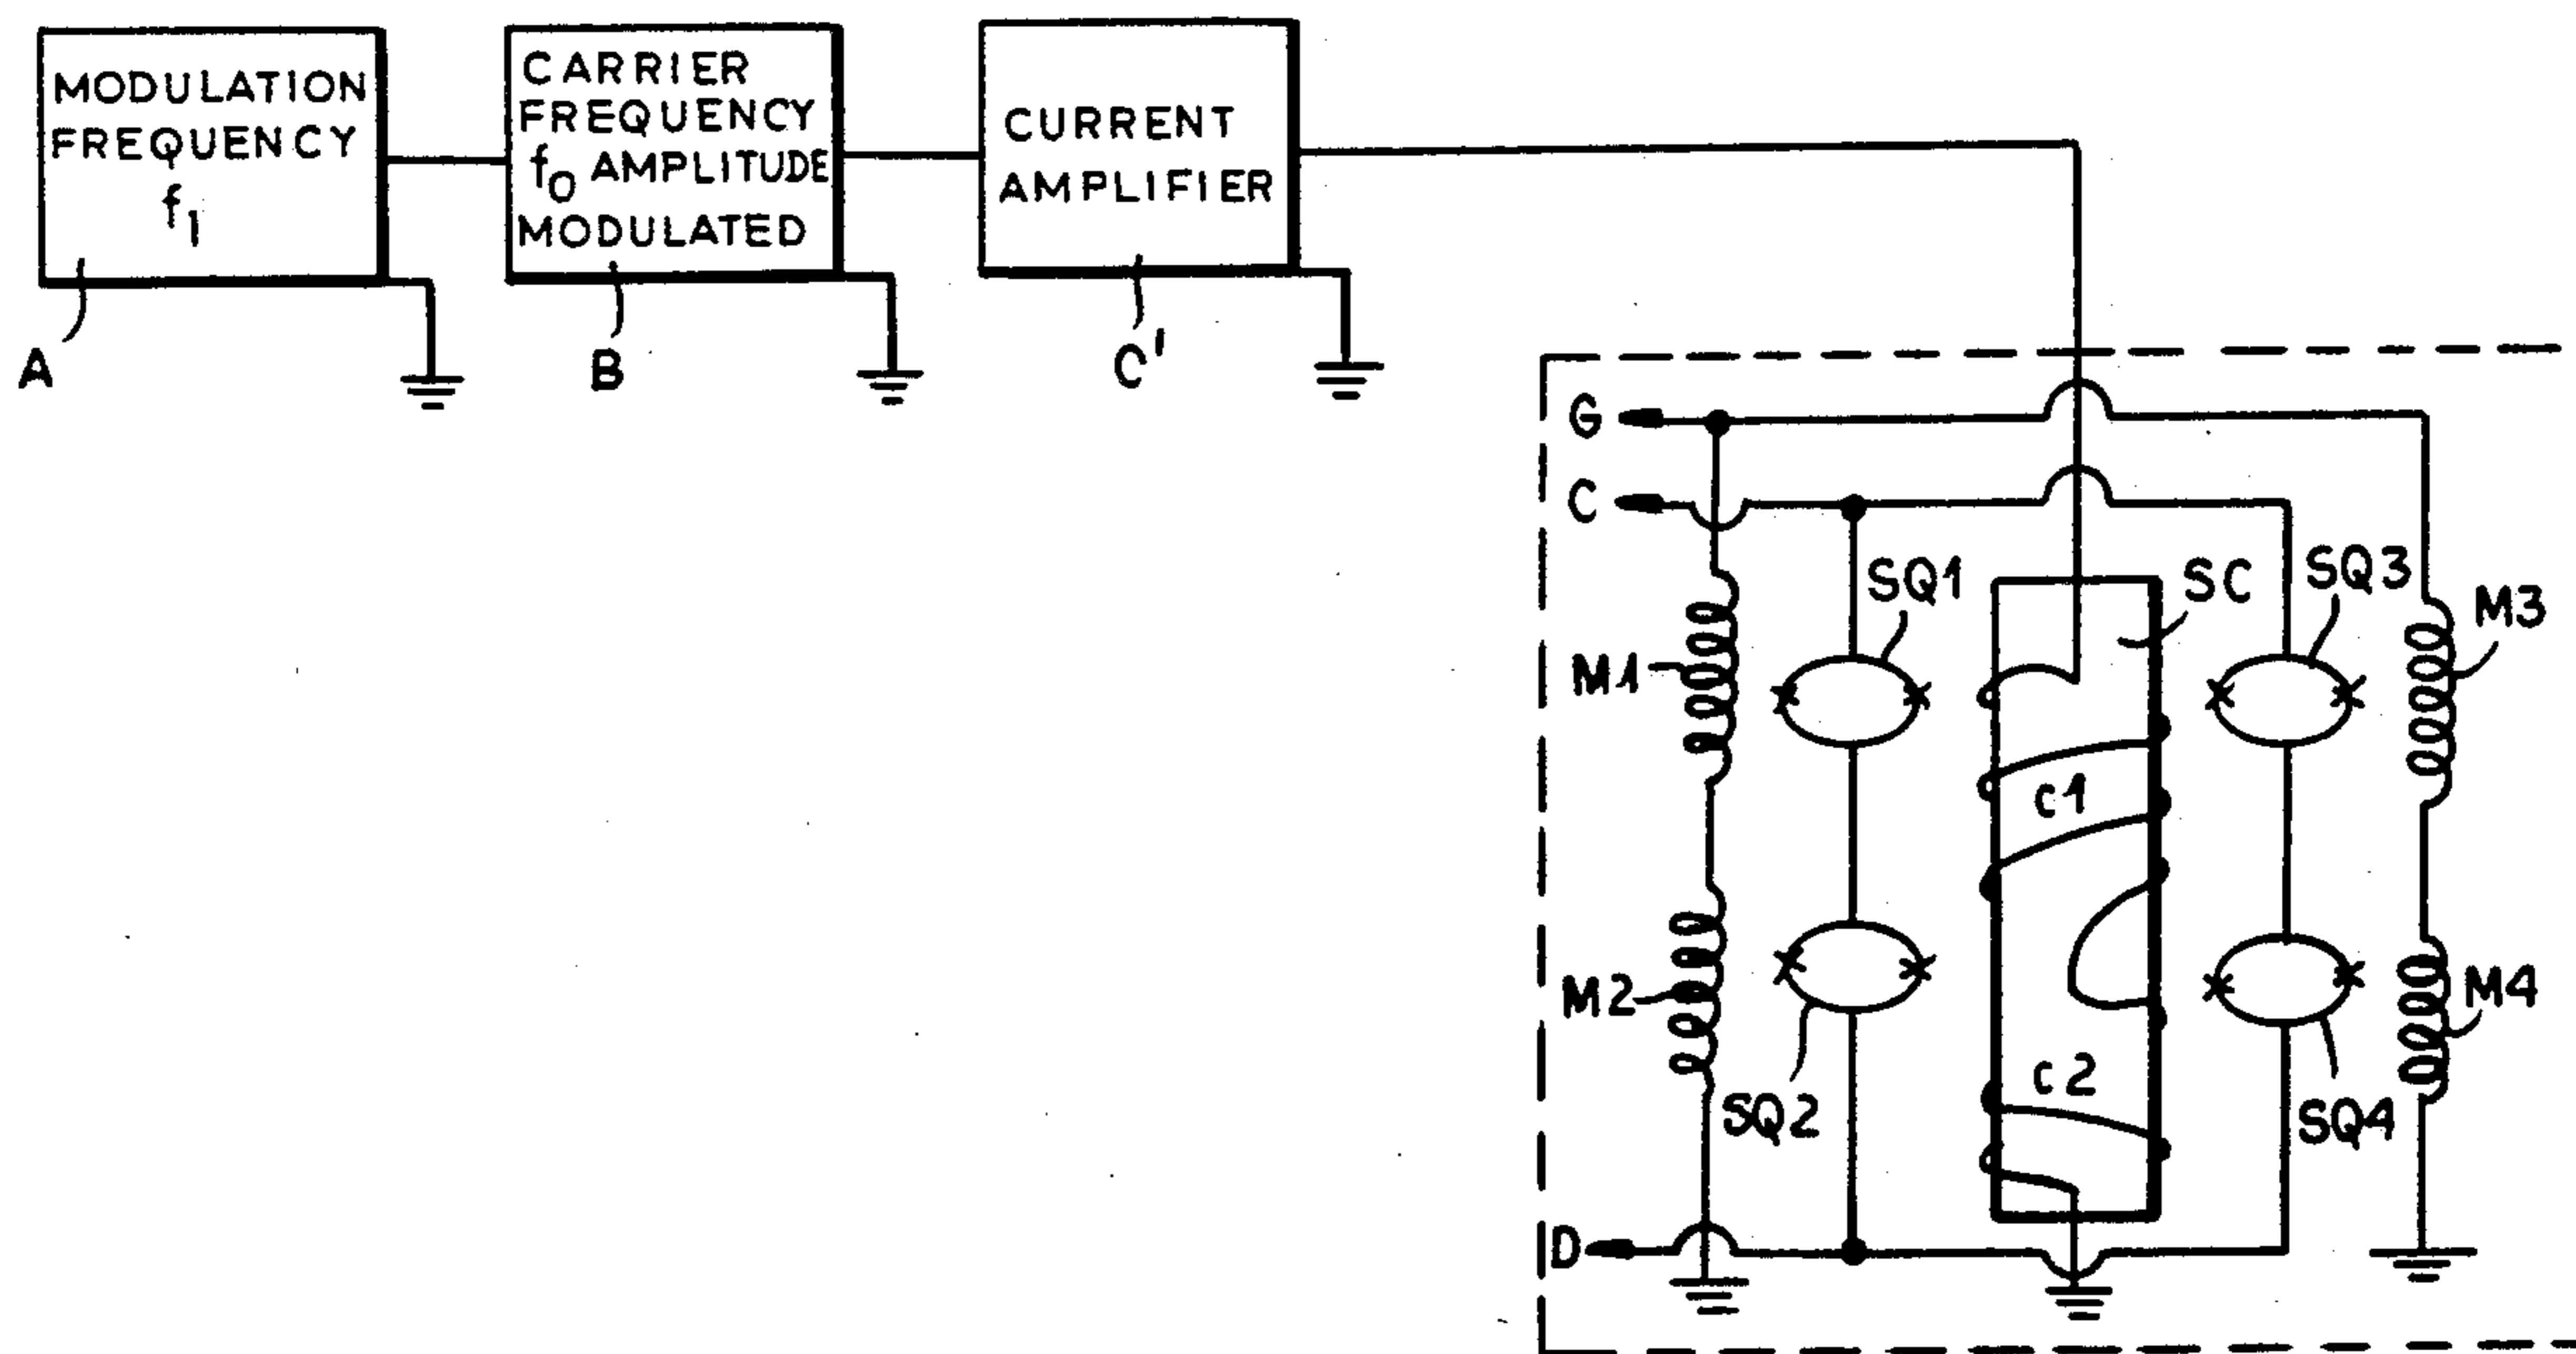 MODULATION
FREQUENCY
f1
A
CARRIER
FREQUENCY
f0 AMPLITUDE
MODULATED
B
CURRENT
AMPLIFIER
C'
G
C
SQ1
SC
SQ3
M3
M1
c1
M2
M4
c2
SQ2
SQ4
D